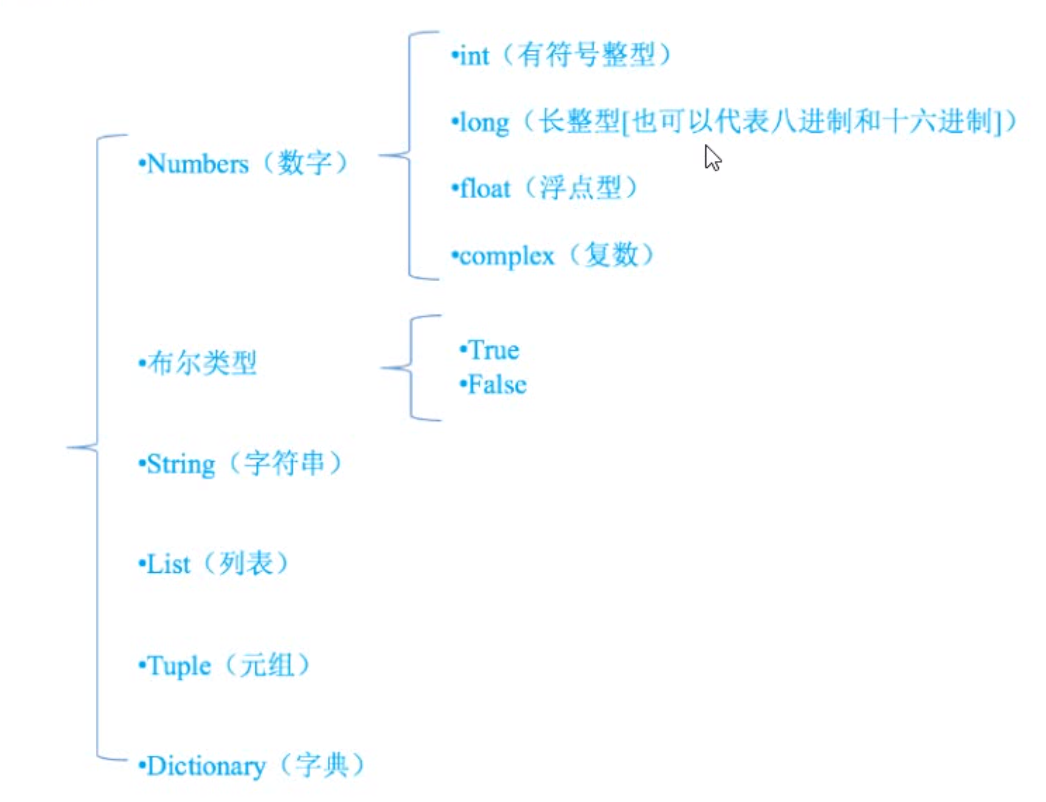 •Numbers（数字）
•int（有符号整型）
•long（长整型[也可以代表八进制和十六进制]）
•float（浮点型）
•complex（复数）
•布尔类型
•True
•False
•String（字符串）
•List（列表）
•Tuple（元组）
•Dictionary（字典）